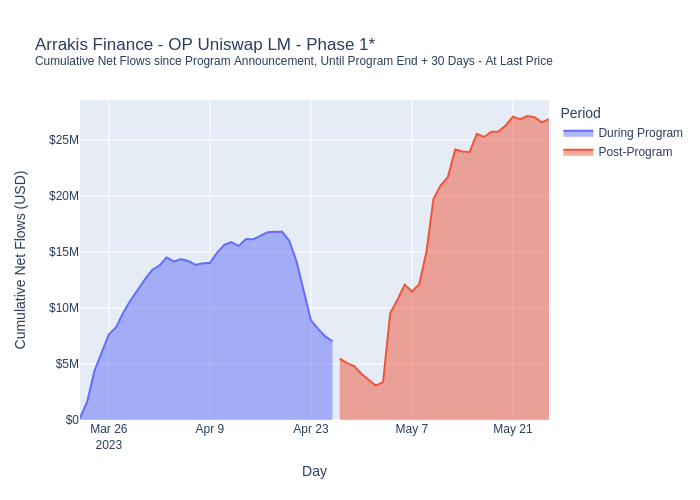 Arrakis Finance - OP Uniswap LM - Phase 1*
Cumulative Net Flows since Program Announcement, Until Program End + 30 Days - At Last Price
Period
During Program
Post-Program
Cumulative Net Flows (USD)
$25M
$20M
$15M
$10M
$5M
$0
Mar 26
2023
Apr 9
Apr 23
May 7
May 21
Day